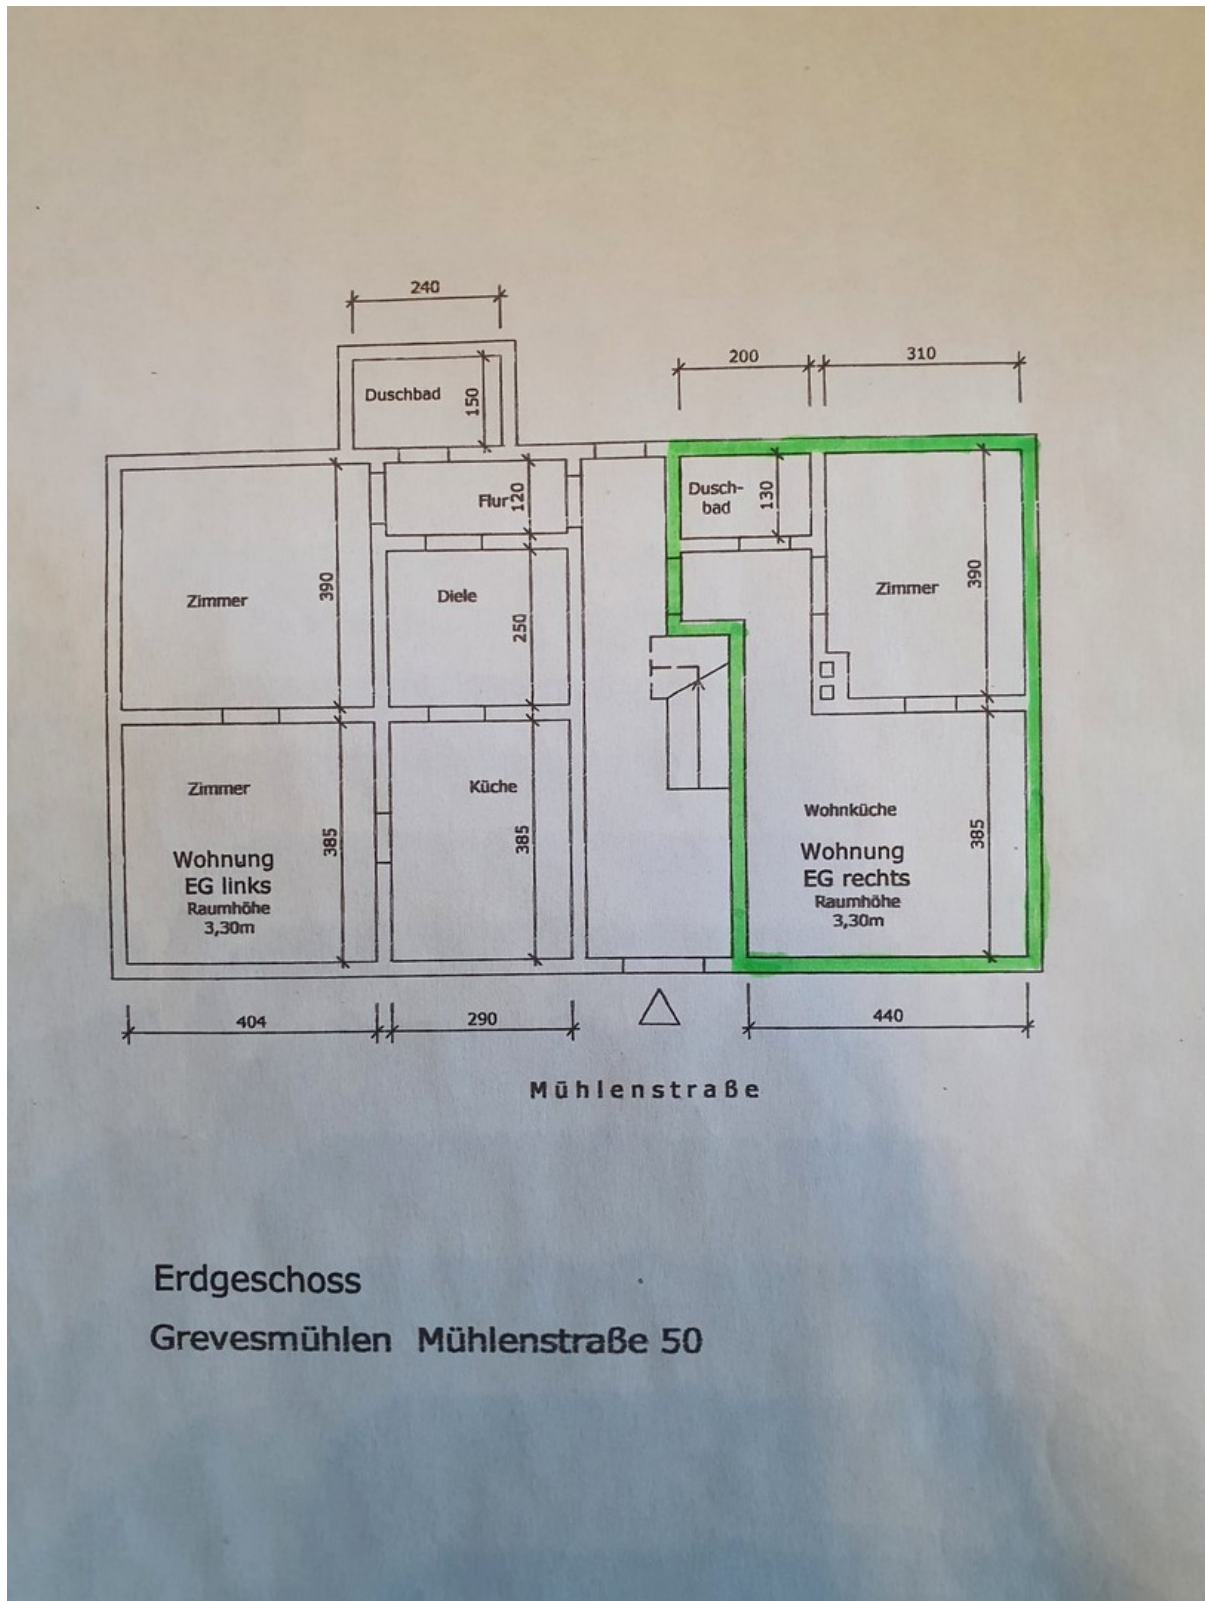 240
200
310
Duschbad
150
Flur
120
Dusch-
bad
130
Zimmer
390
Diele
250
Zimmer
390
Zimmer
385
Küche
385
Wohnküche
385
Wohnung
EG links
Raumhöhe
3,30m
Wohnung
EG rechts
Raumhöhe
3,30m
404
290
440
Mühlenstraße
Erdgeschoss
Grevesmühlen Mühlenstraße 50